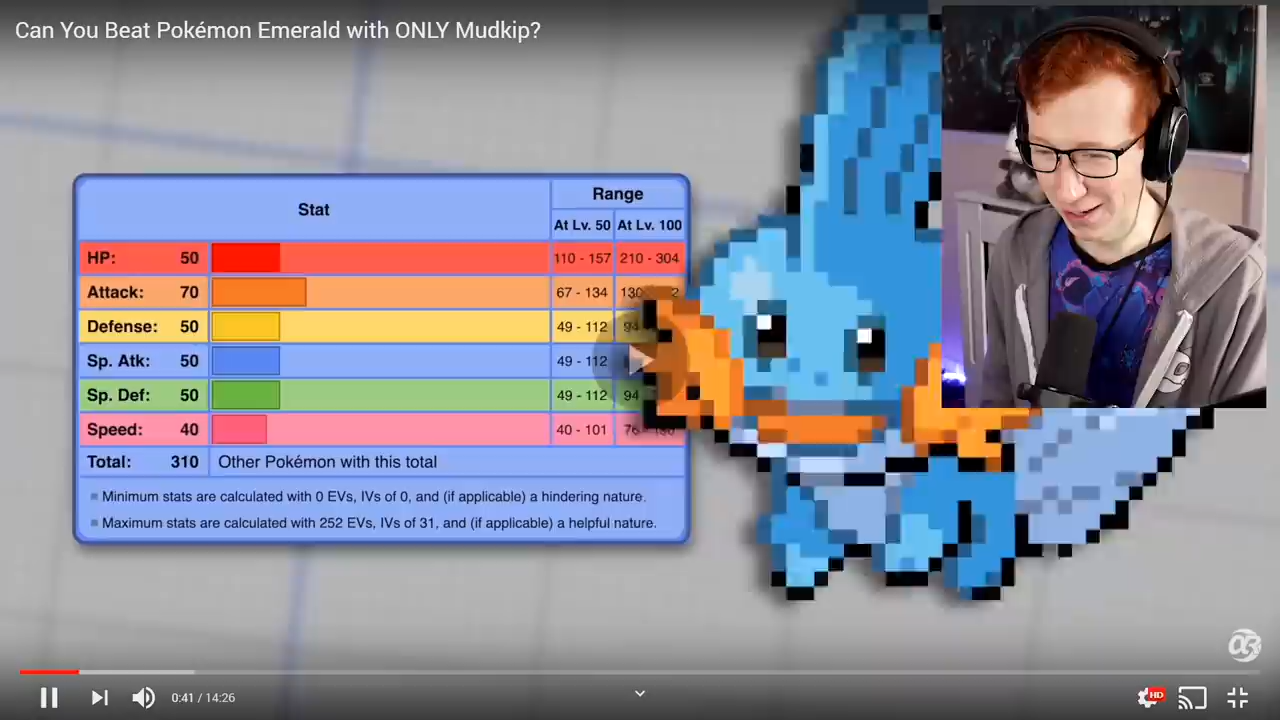 Can You Beat Pokémon Emerald with ONLY Mudkip?
Stat
Range
At Lv. 50 At Lv. 100
HP: 50 110 - 157 210 - 304
Attack: 70 67 - 134
Defense: 50 49 - 112
Sp. Atk: 50 49 - 112
Sp. Def: 50 49 - 112
Speed: 40 40 - 101
Total: 310 Other Pokémon with this total
Minimum stats are calculated with 0 EVs, IVs of 0, and (if applicable) a hindering nature.
Maximum stats are calculated with 252 EVs, IVs of 31, and (if applicable) a helpful nature.
0:41 / 14:26
HD